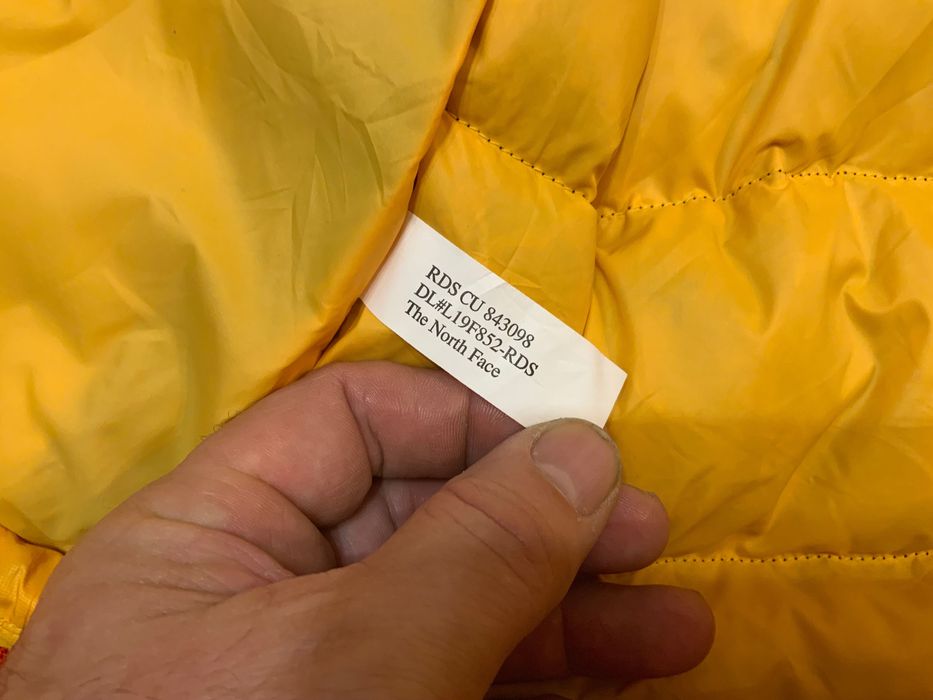 RDS CU 843098
DL#L19F852-RDS
The North Face